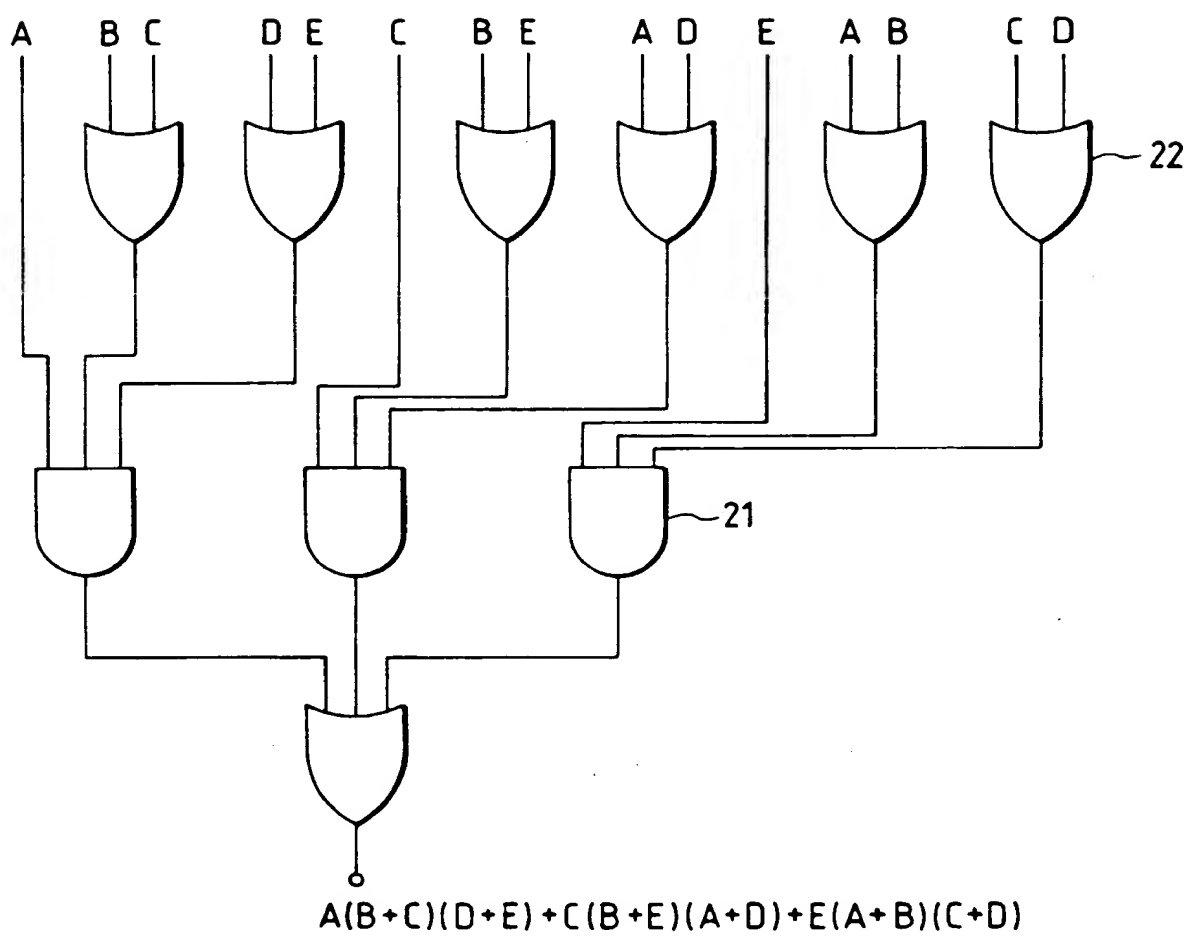 A B C D E C B E A D E A B C D
22
21
A(B+C)(D+E)+C(B+E)(A+D)+E(A+B)(C+D)